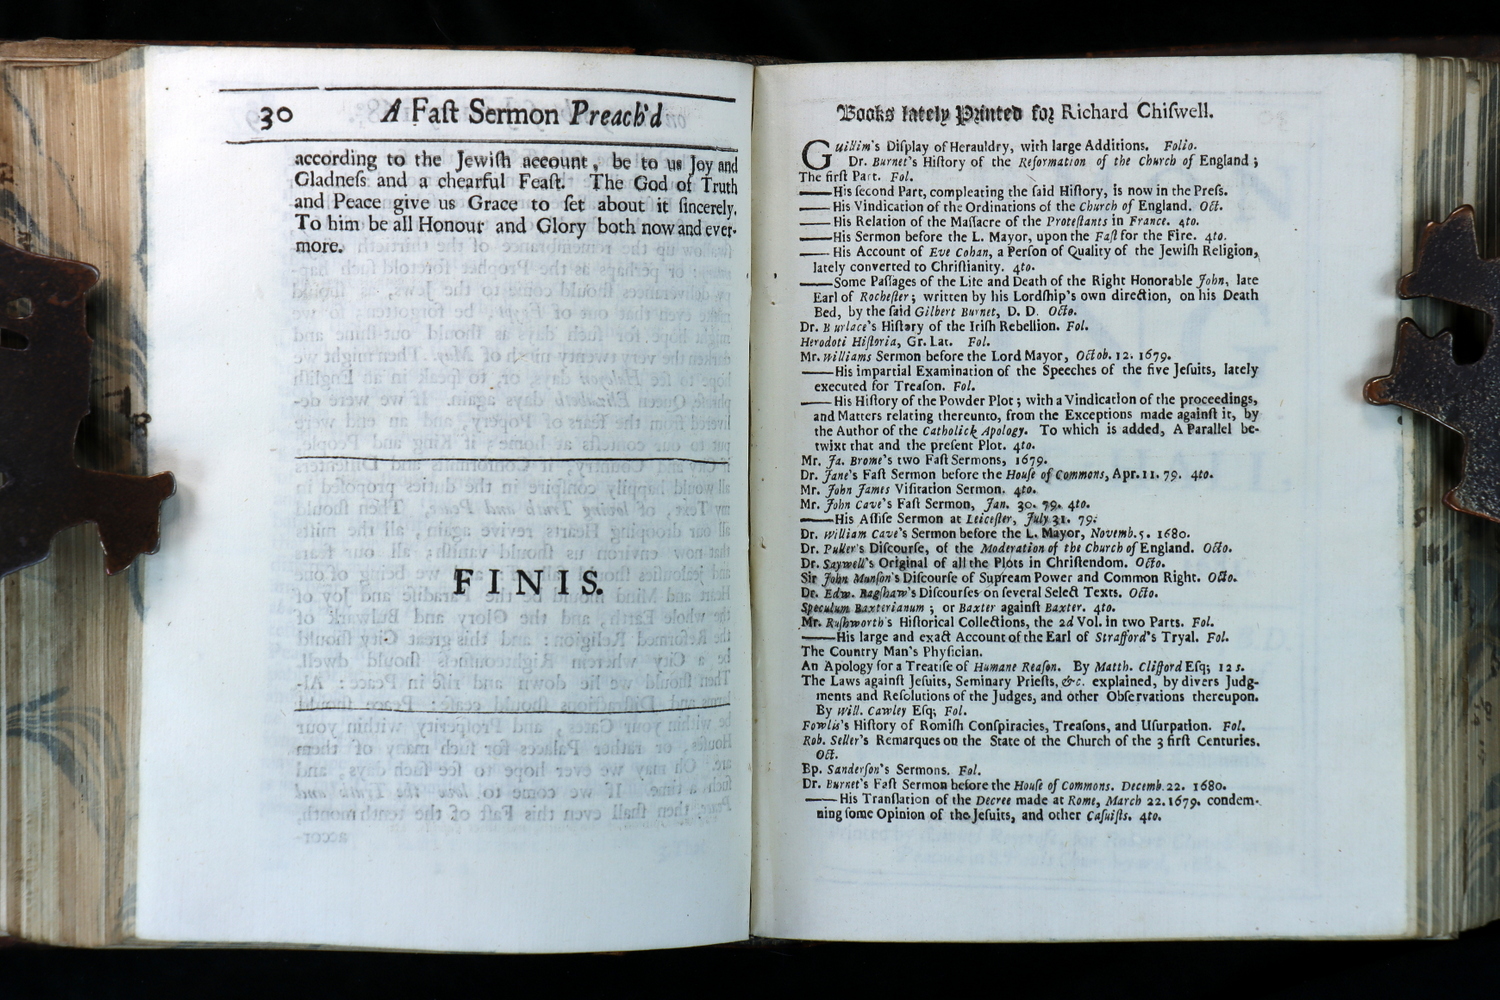 30 A Faſt Sermon Preach'd
according to the Jewiſh account, be to us Joy and
Gladneſs and a chearful Feaſt. The God of Truth
and Peace give us Grace to ſet about it ſincerely.
To him be all Honour and Glory both now and ever-
more.
FINIS.
Books lately Printed for Richard Chiſwell.
GUillim's Diſplay of Herauldry, with large Additions. Folio.
Dr. Burnet's Hiſtory of the Reformation of the Church of England;
The firſt Part. Fol.
——His ſecond Part, compleating the ſaid Hiſtory, is now in the Preſs.
——His Vindication of the Ordinations of the Church of England. Oct.
——His Relation of the Maſſacre of the Proteſtants in France. 4to.
——His Sermon before the L. Mayor, upon the Faſt for the Fire. 4to.
——His Account of Eve Cohan, a Perſon of Quality of the Jewiſh Religion,
lately converted to Chriſtianity. 4to.
——Some Paſſages of the Life and Death of the Right Honorable John, late
Earl of Rocheſter; written by his Lordſhip's own direction, on his Death
Bed, by the ſaid Gilbert Burnet, D. D. Octo.
Dr. Burlace's Hiſtory of the Iriſh Rebellion. Fol.
Herodoti Hiſtoria, Gr. Lat. Fol.
Mr. Williams Sermon before the Lord Mayor, Octob. 12. 1679.
——His impartial Examination of the Speeches of the five Jeſuits, lately
executed for Treaſon. Fol.
——His Hiſtory of the Powder Plot; with a Vindication of the proceedings,
and Matters relating thereunto, from the Exceptions made againſt it, by
the Author of the Catholick Apology. To which is added, A Parallel be-
twixt that and the preſent Plot. 4to.
Mr. Ja. Brome's two Faſt Sermons, 1679.
Dr. Jane's Faſt Sermon before the Houſe of Commons, Apr. 11. 79. 4to.
Mr. John James Viſitation Sermon. 4to.
Mr. John Cave's Faſt Sermon, Jan. 30. 79. 4to.
——His Aſſiſe Sermon at Leiceſter, July 31. 79.
Dr. William Cave's Sermon before the L. Mayor, Novemb. 5. 1680.
Dr. Puller's Diſcourſe, of the Moderation of the Church of England. Octo.
Dr. Saywell's Original of all the Plots in Chriſtendom. Octo.
Sir John Munſon's Diſcourſe of Supream Power and Common Right. Octo.
Dr. Edw. Bagſhaw's Diſcourſes on ſeveral Select Texts. Octo.
Speculum Baxterianum; or Baxter againſt Baxter. 4to.
Mr. Ruſhworth's Hiſtorical Collections, the 2d Vol. in two Parts. Fol.
——His large and exact Account of the Earl of Strafford's Tryal. Fol.
The Country Man's Phyſician.
An Apology for a Treatiſe of Humane Reaſon. By Matth. Clifford Eſq; 12s.
The Laws againſt Jeſuits, Seminary Prieſts, &c. explained, by divers Judg-
ments and Reſolutions of the Judges, and other Obſervations thereupon.
By Will. Cawley Eſq; Fol.
Fowlis's Hiſtory of Romiſh Conſpiracies, Treaſons, and Uſurpation. Fol.
Rob. Seller's Remarques on the State of the Church of the 3 firſt Centuries.
Oct.
Bp. Sanderſon's Sermons. Fol.
Dr. Burnet's Faſt Sermon before the Houſe of Commons. Decemb. 22. 1680.
——His Tranſlation of the Decree made at Rome, March 22. 1679. condem-
ning ſome Opinion of the Jeſuits, and other Caſuiſts. 4to.